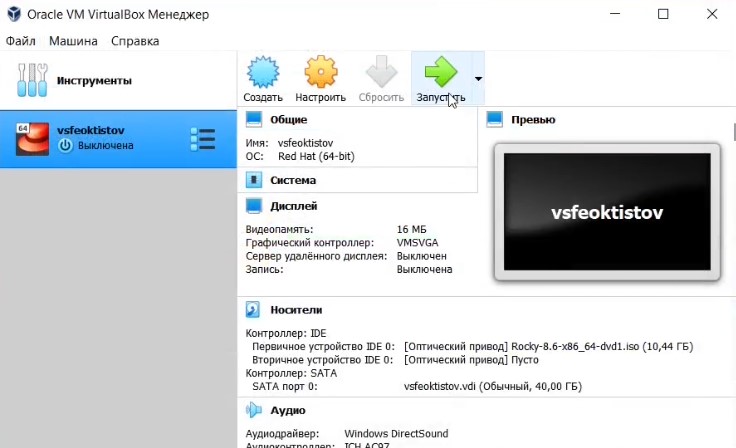 Oracle VM VirtualBox Менеджер
Файл Машина Справка
Инструменты
Создать Настроить Сбросить Запустить
64
vsfeoktistov
Выключена
Общие
Имя: vsfeoktistov
ОС: Red Hat (64-bit)
Превью
vsfeoktistov
Система
Дисплей
Видеопамять: 16 МБ
Графический контроллер: VMSVGA
Сервер удалённого дисплея: Выключен
Запись: Выключена
Носители
Контроллер: IDE
Первичное устройство IDE 0: [Оптический привод] Rocky-8.6-x86_64-dvd1.iso (10,44 ГБ)
Вторичное устройство IDE 0: [Оптический привод] Пусто
Контроллер: SATA
SATA порт 0: vsfeoktistov.vdi (Обычный, 40,00 ГБ)
Аудио
Аудиодрайвер: Windows DirectSound
Аудиоконтроллер: ICH AC97